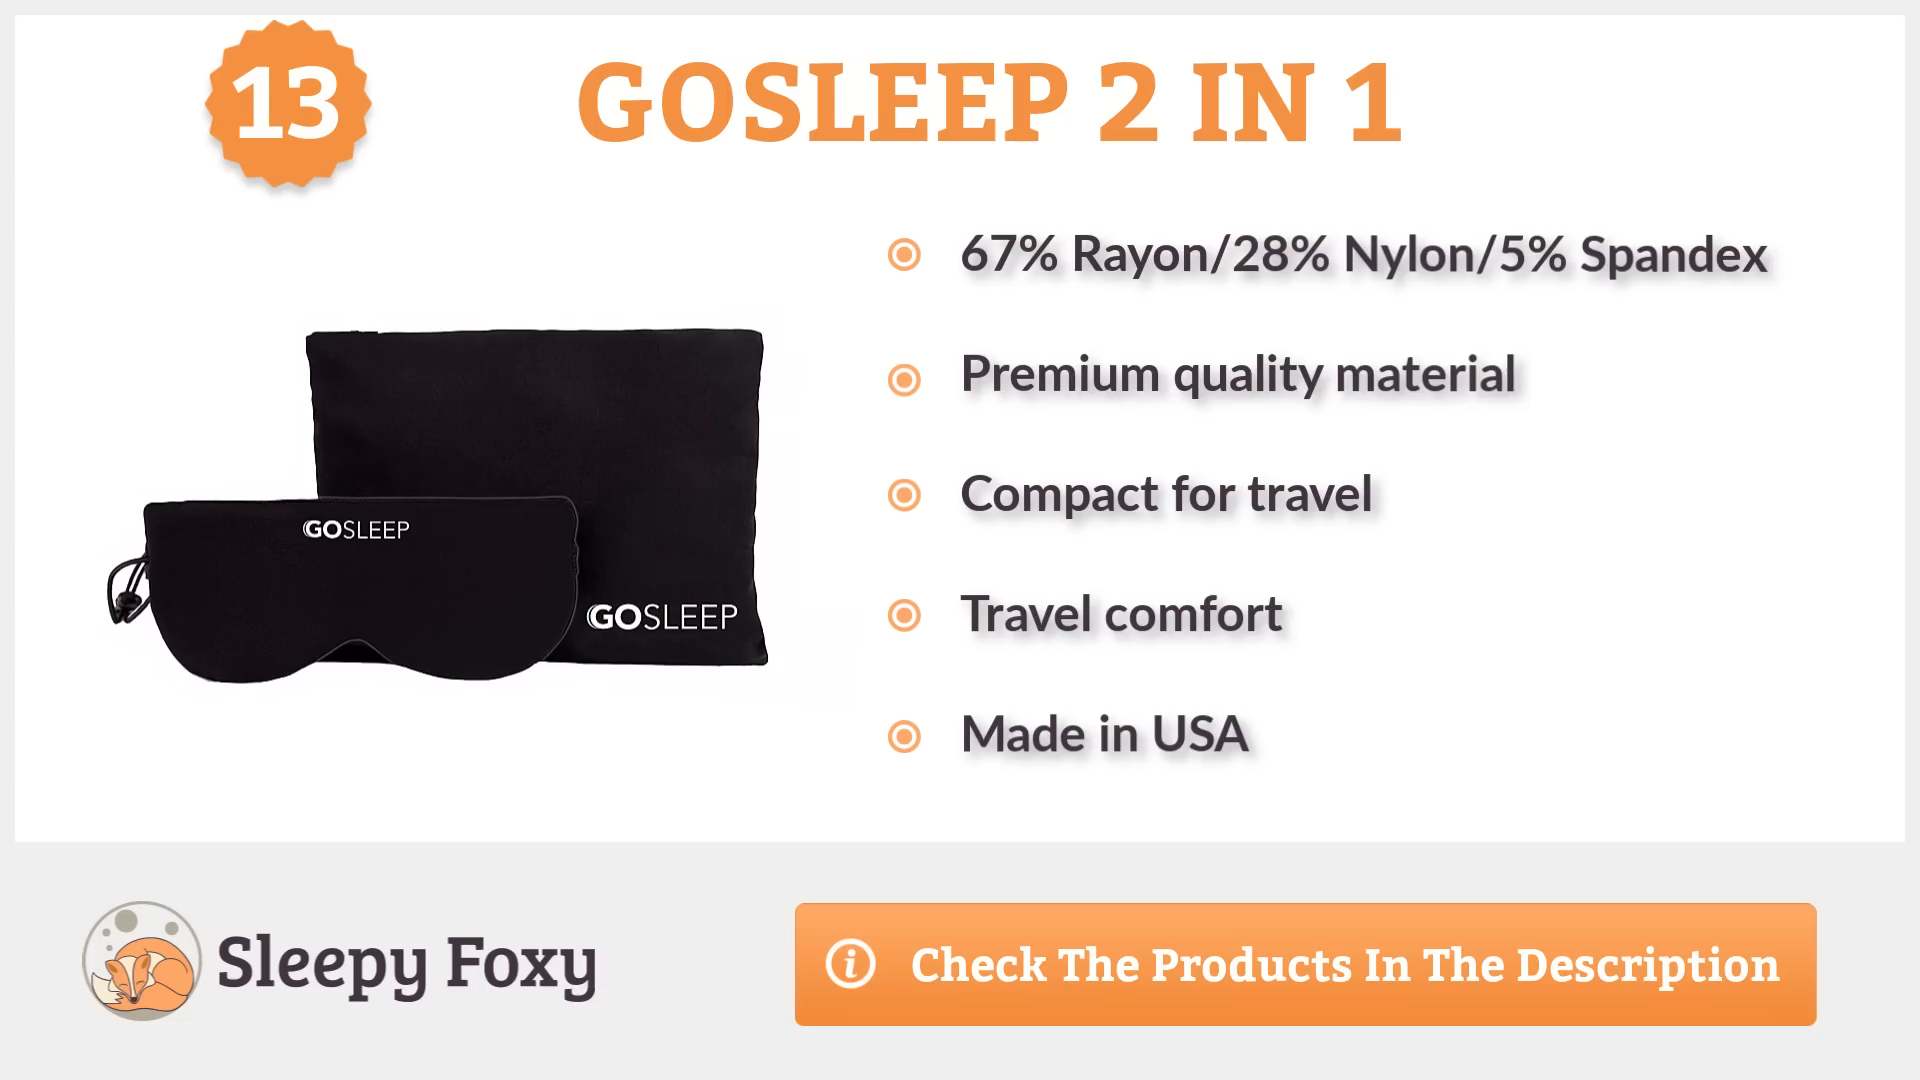 13
GOSLEEP 2 IN 1
67% Rayon/28% Nylon/5% Spandex
Premium quality material
Compact for travel
Travel comfort
Made in USA
GOSLEEP
GOSLEEP
Sleepy Foxy
i Check The Products In The Description